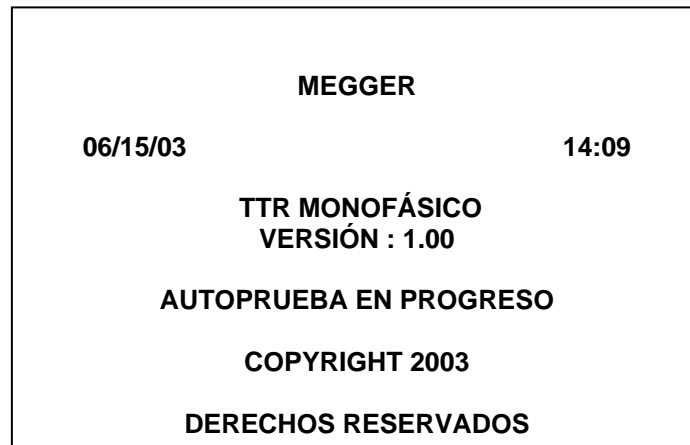 MEGGER
06/15/03 14:09
TTR MONOFÁSICO
VERSIÓN : 1.00
AUTOPRUEBA EN PROGRESO
COPYRIGHT 2003
DERECHOS RESERVADOS